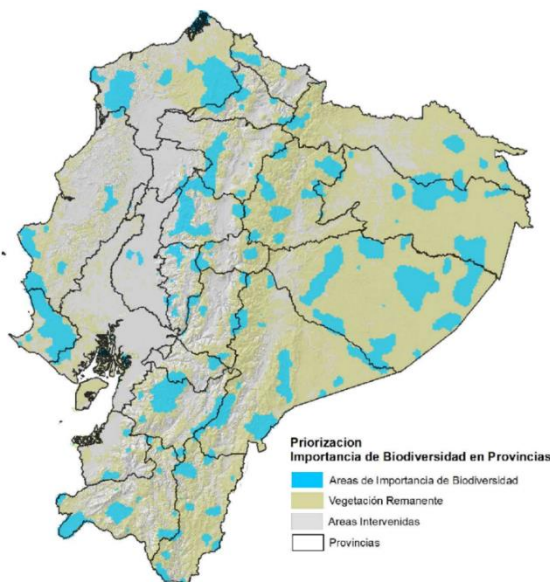 Priorizacion
Importancia de Biodiversidad en Provincias
Areas de Importancia de Biodiversidad
Vegetación Remanente
Areas Intervenidas
Provincias